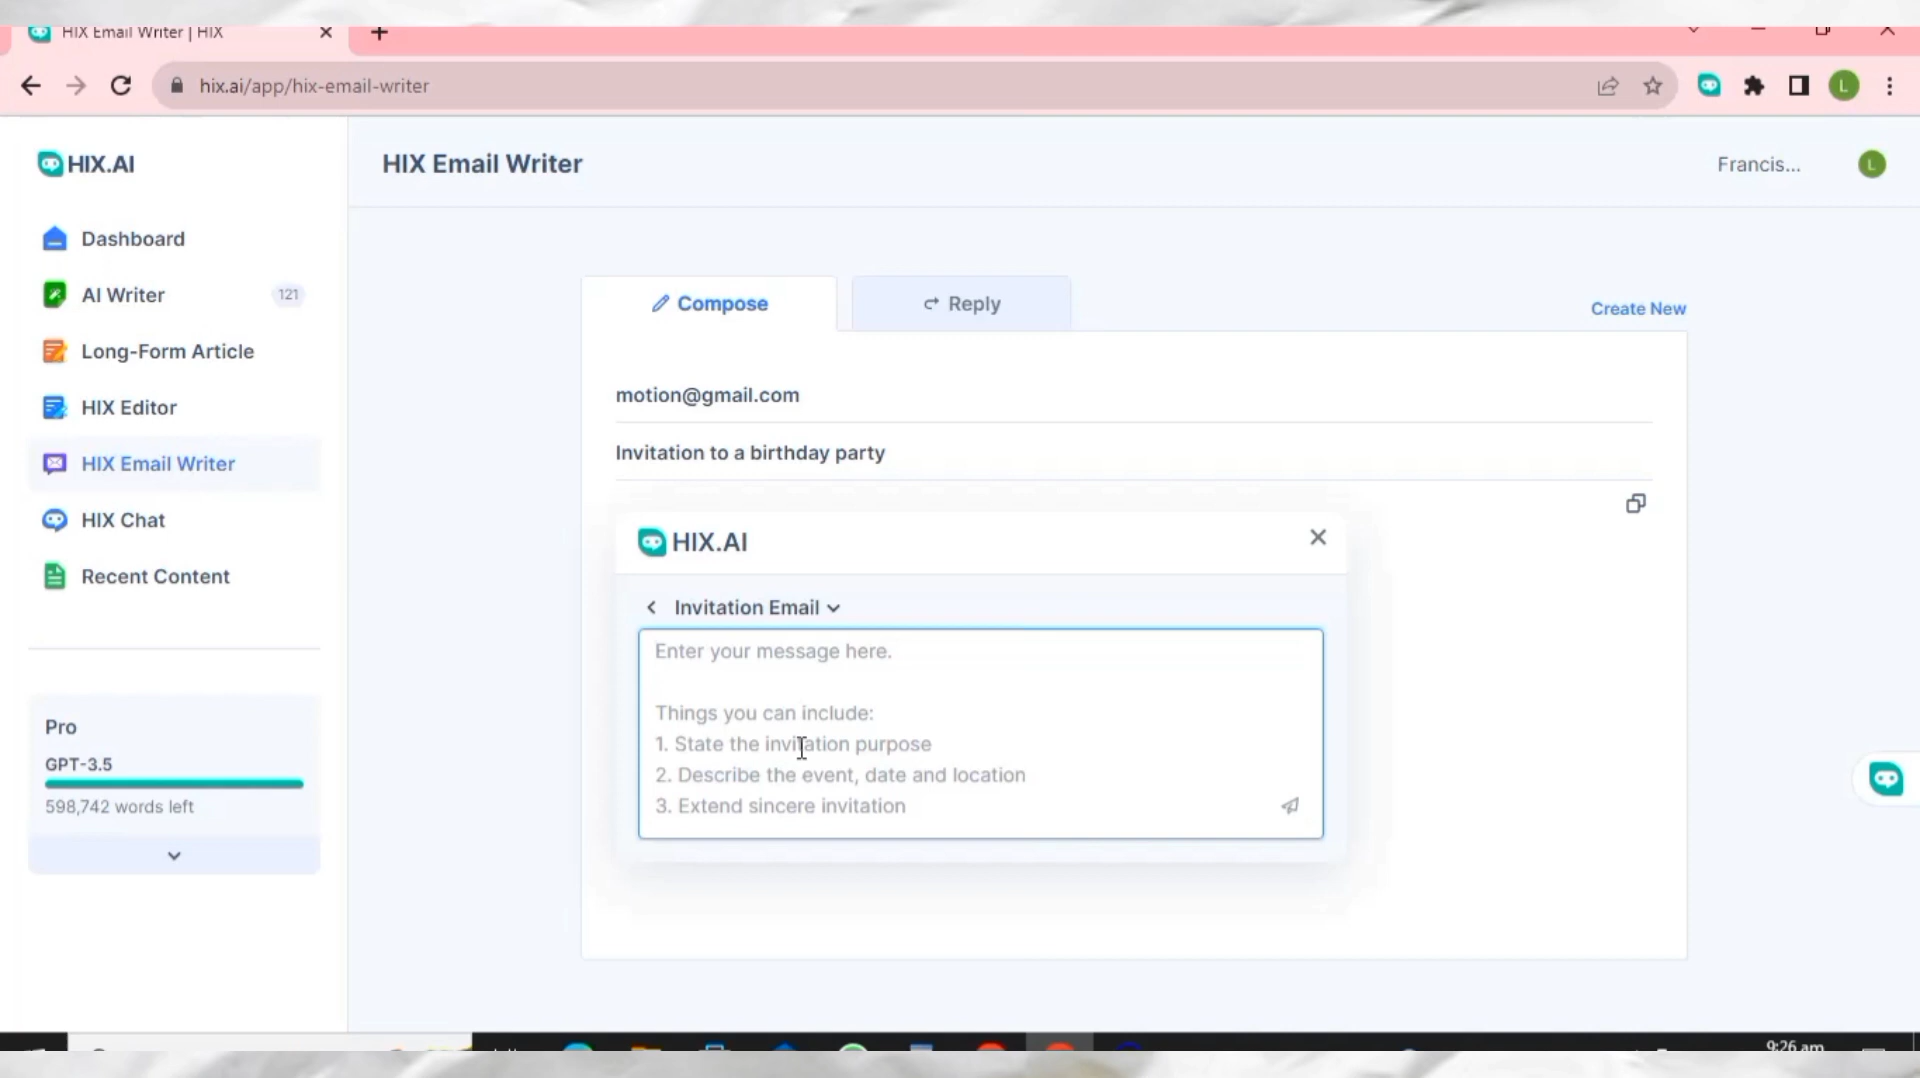 HIX Email Writer | HIX
hix.ai/app/hix-email-writer
L
HIX.AI
HIX Email Writer
Francis...
L
Dashboard
AI Writer
121
Long-Form Article
HIX Editor
HIX Email Writer
HIX Chat
Recent Content
Pro
GPT-3.5
598,742 words left
Compose
Reply
Create New
motion@gmail.com
Invitation to a birthday party
HIX.AI
Invitation Email
Enter your message here.
Things you can include:
1. State the invitation purpose
2. Describe the event, date and location
3. Extend sincere invitation
9:26 am